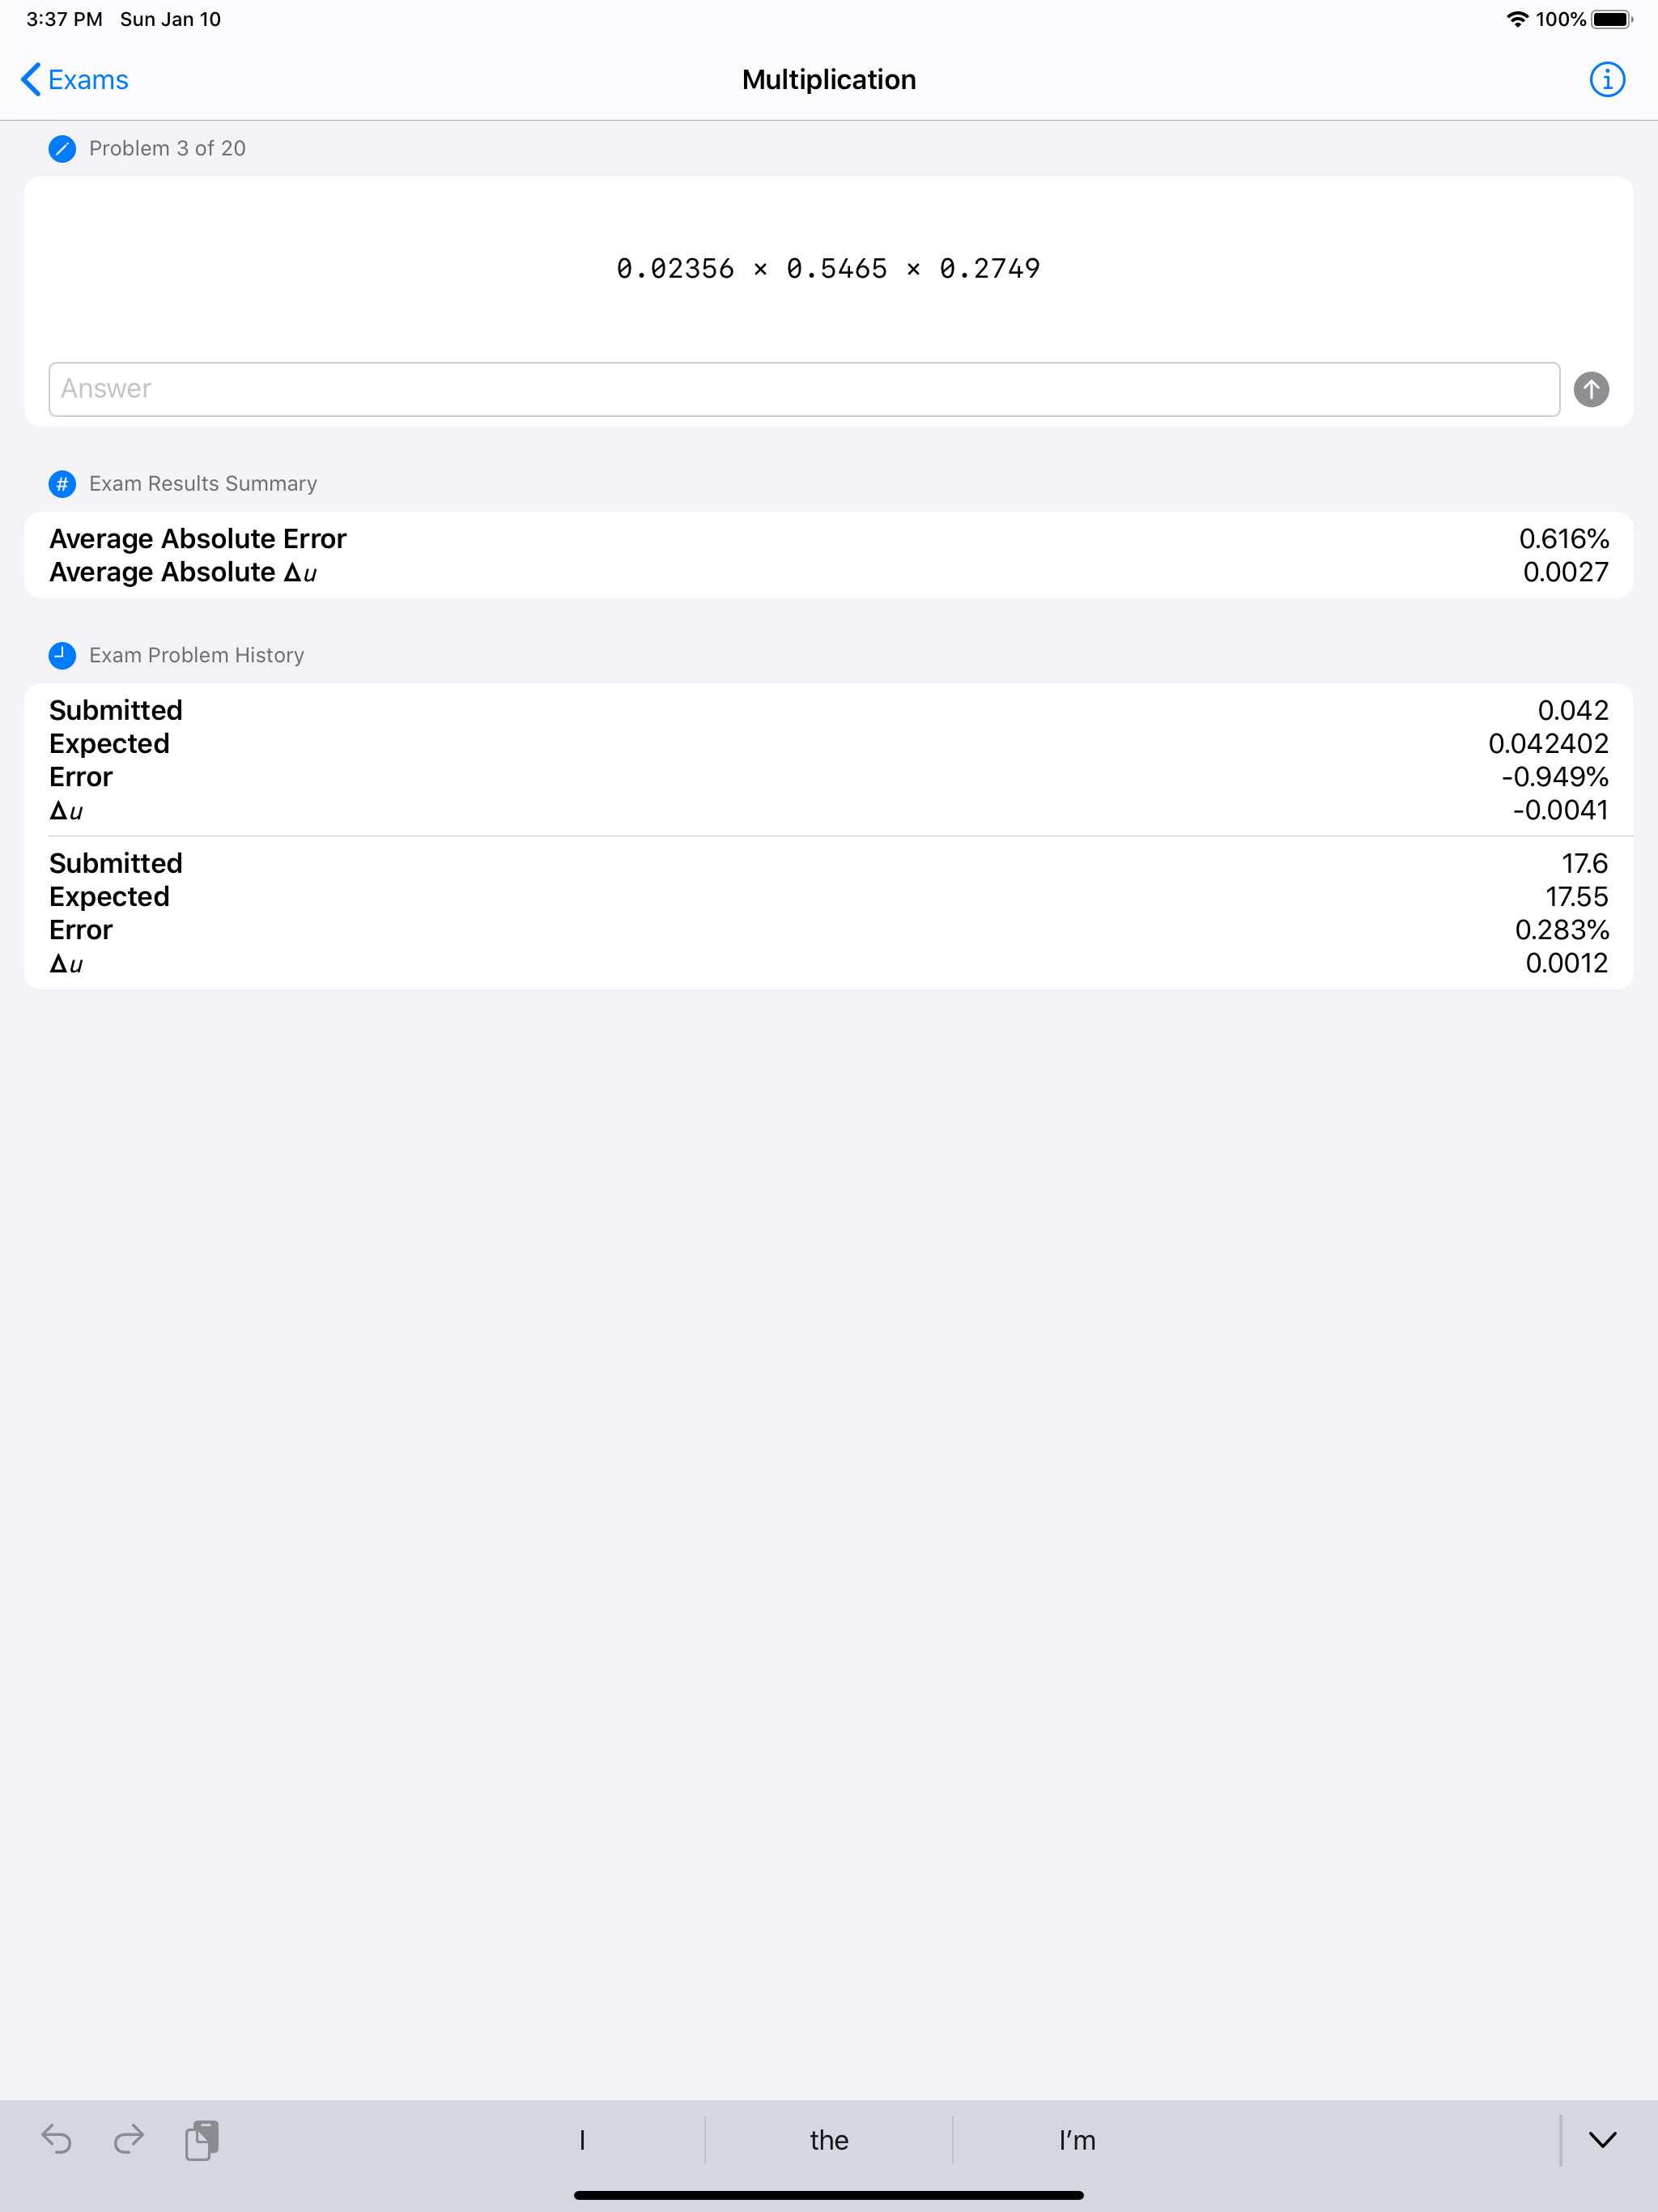 3:37 PM Sun Jan 10 100%
Exams Multiplication
Problem 3 of 20
0.02356 × 0.5465 × 0.2749
Answer
# Exam Results Summary
Average Absolute Error 0.616%
Average Absolute Δu 0.0027
Exam Problem History
Submitted 0.042
Expected 0.042402
Error -0.949%
Δu -0.0041
Submitted 17.6
Expected 17.55
Error 0.283%
Δu 0.0012
I the I’m